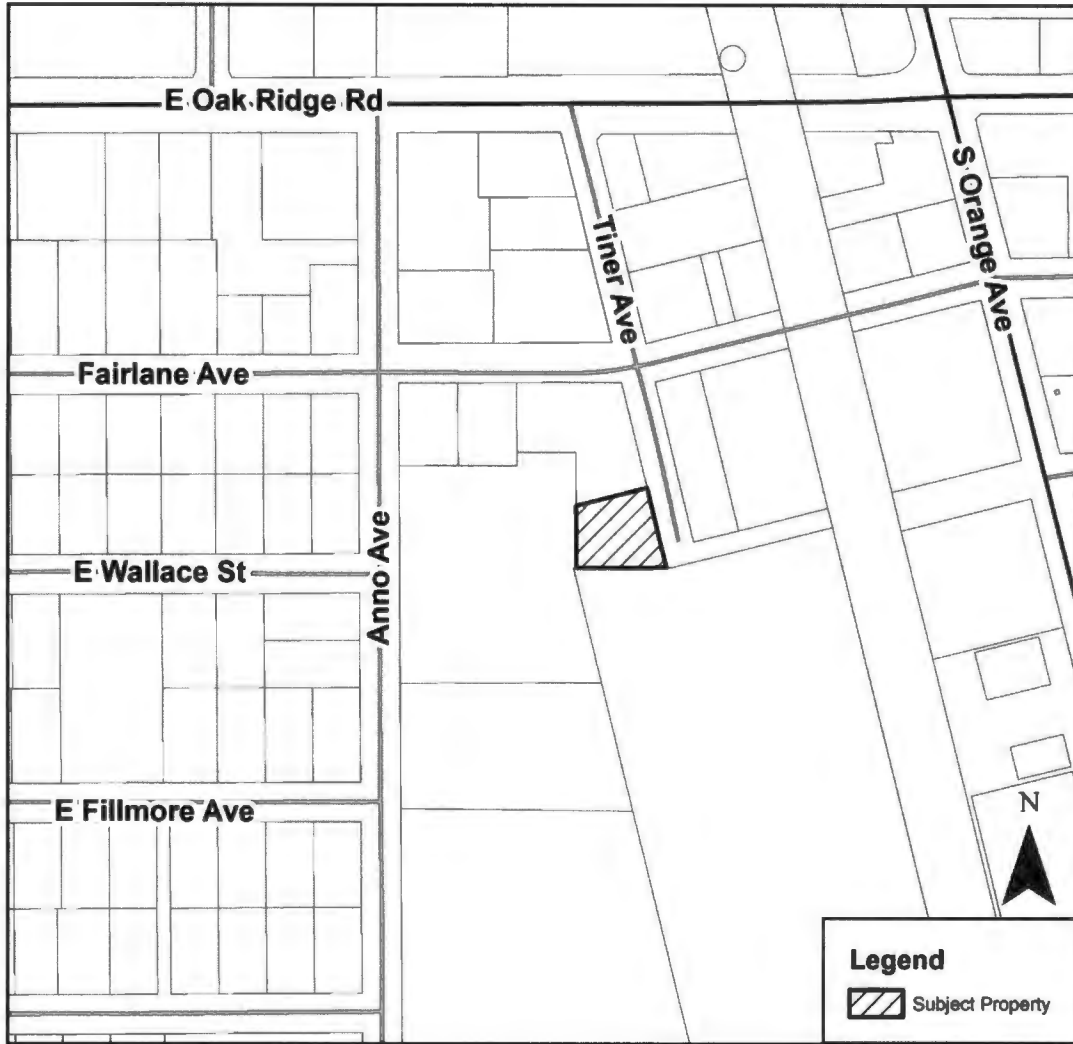 E Oak Ridge Rd
S Orange Ave
Tiner Ave
Fairlane Ave
Anno Ave
E Wallace St
E Fillmore Ave
N
Legend
Subject Property